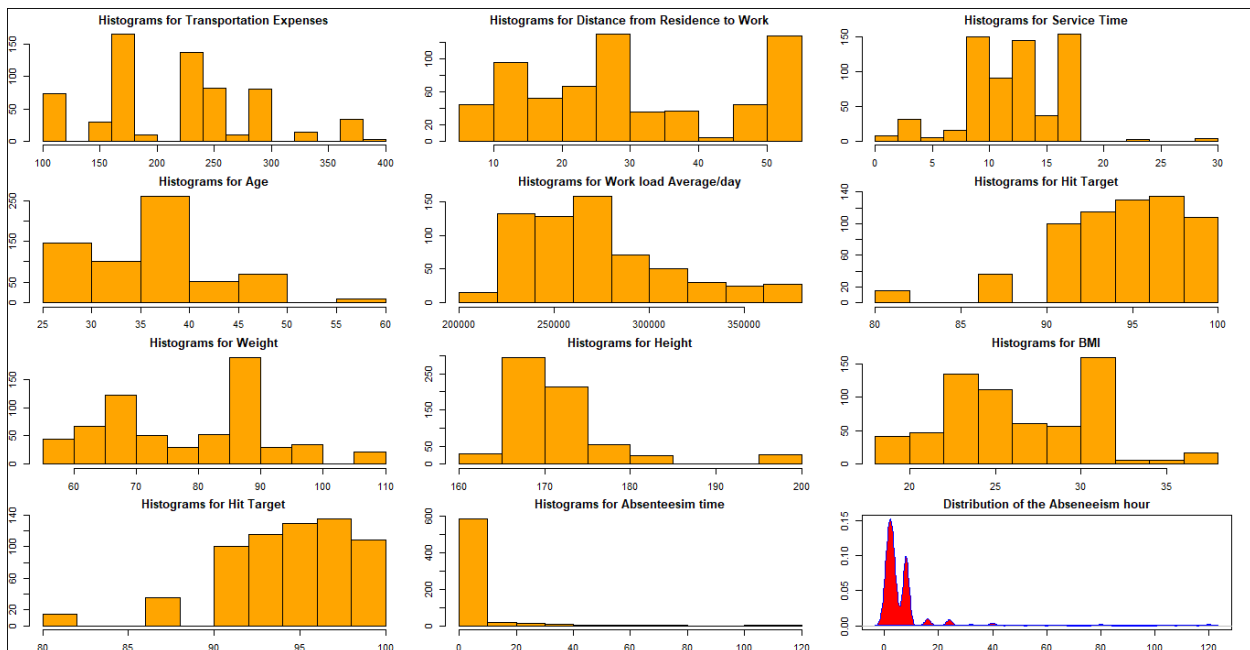 Histograms for Transportation Expenses
0 50 100 150
100 150 200 250 300 350 400
Histograms for Distance from Residence to Work
0 20 60 100
10 20 30 40 50
Histograms for Service Time
0 50 100 150
0 5 10 15 20 25 30
Histograms for Age
0 50 150 250
25 30 35 40 45 50 55 60
Histograms for Work load Average/day
0 50 100 150
200000 250000 300000 350000
Histograms for Hit Target
0 20 60 100 140
80 85 90 95 100
Histograms for Weight
0 50 100 150
60 70 80 90 100 110
Histograms for Height
0 50 150 250
160 170 180 190 200
Histograms for BMI
0 50 100 150
20 25 30 35
Histograms for Hit Target
0 20 60 100 140
80 85 90 95 100
Histograms for Absenteesim time
0 200 400 600
0 20 40 60 80 100 120
Distribution of the Abseneeism hour
0.00 0.05 0.10 0.15
0 20 40 60 80 100 120